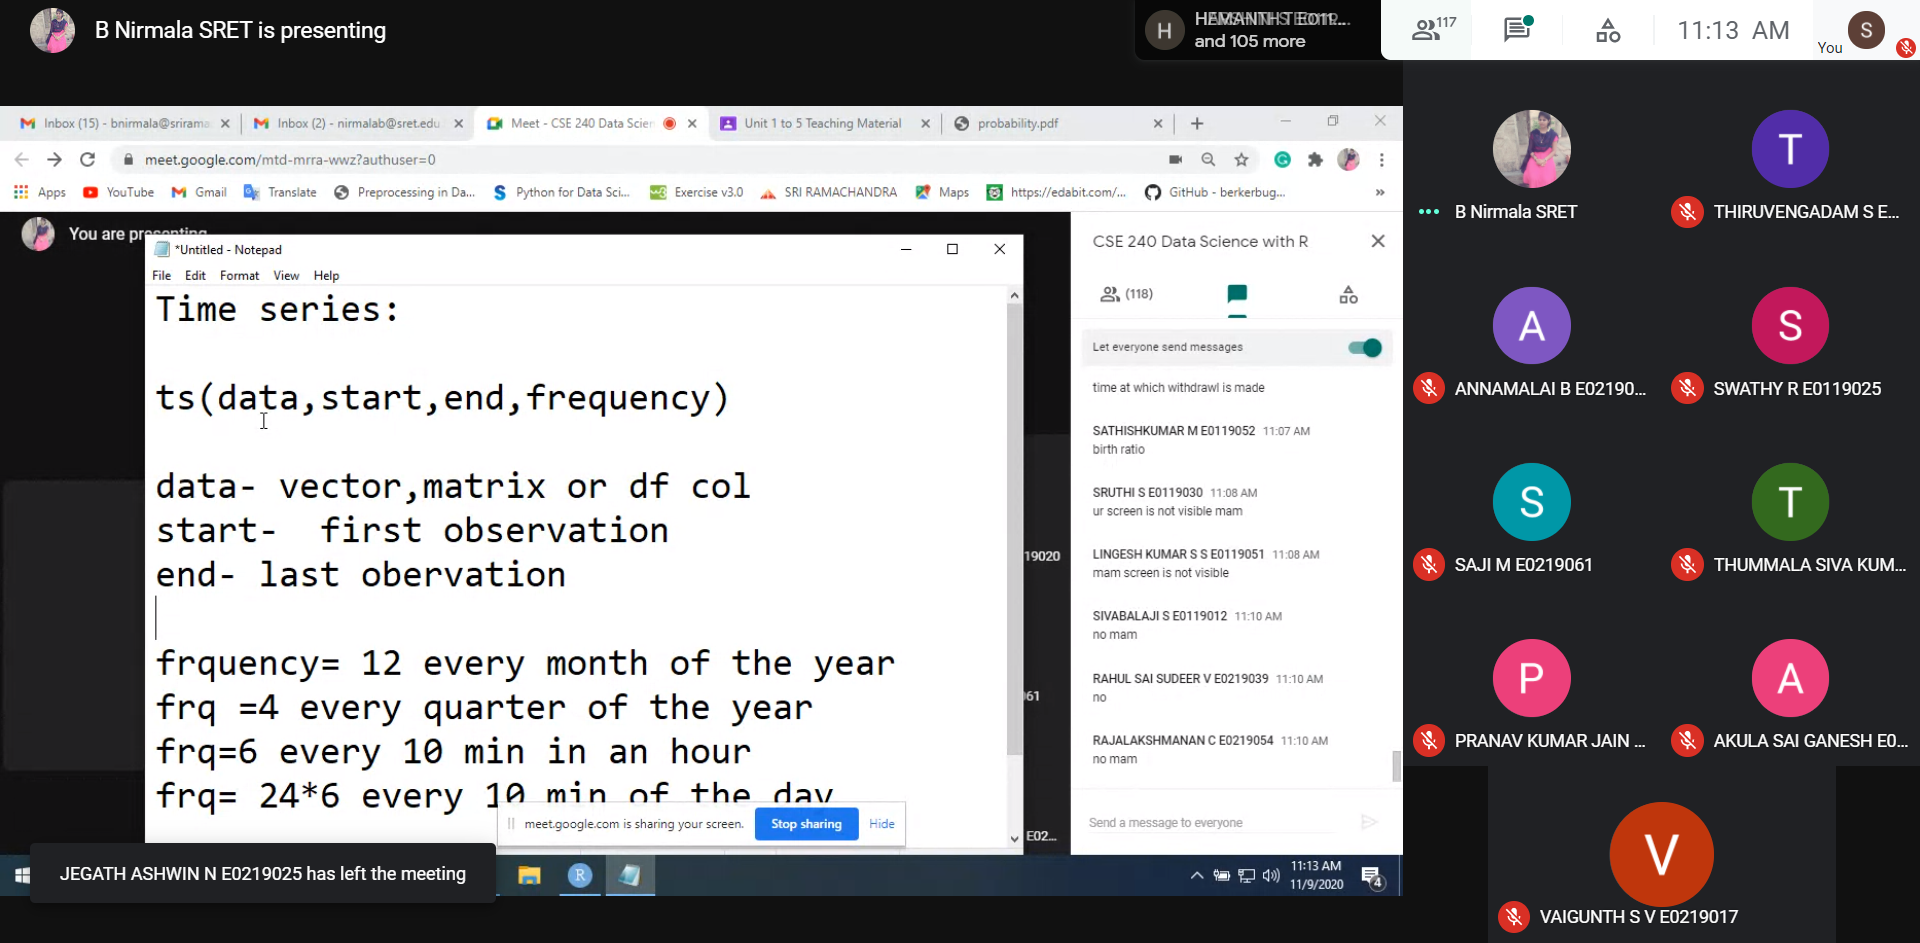 B Nirmala SRET is presenting
H
and 105 more
117
11:13 AM
You
S
Inbox (15) - bnirmala@srirama
Inbox (2) - nirmalab@sret.edu
Meet - CSE 240 Data Scien
Unit 1 to 5 Teaching Material
probability.pdf
meet.google.com/mtd-mrra-wwz?authuser=0
Apps
YouTube
Gmail
Translate
Preprocessing in Da...
Python for Data Sci...
Exercise v3.0
SRI RAMACHANDRA
Maps
https://edabit.com/...
GitHub - berkerbug...
»
You are presenting
*Untitled - Notepad
File Edit Format View Help
Time series:
ts(data,start,end,frequency)
data- vector,matrix or df col
start- first observation
end- last obervation
frquency= 12 every month of the year
frq =4 every quarter of the year
frq=6 every 10 min in an hour
frq= 24*6 every 10 min of the day
meet.google.com is sharing your screen.
Stop sharing
Hide
19020
61
E02...
CSE 240 Data Science with R
(118)
Let everyone send messages
time at which withdrawl is made
SATHISHKUMAR M E0119052 11:07 AM
birth ratio
SRUTHI S E0119030 11:08 AM
ur screen is not visible mam
LINGESH KUMAR S S E0119051 11:08 AM
mam screen is not visible
SIVABALAJI S E0119012 11:10 AM
no mam
RAHUL SAI SUDEER V E0219039 11:10 AM
no
RAJALAKSHMANAN C E0219054 11:10 AM
no mam
Send a message to everyone
JEGATH ASHWIN N E0219025 has left the meeting
R
11:13 AM
11/9/2020
4
B Nirmala SRET
T
THIRUVENGADAM S E...
A
ANNAMALAI B E02190...
S
SWATHY R E0119025
S
SAJI M E0219061
T
THUMMALA SIVA KUM...
P
PRANAV KUMAR JAIN ...
A
AKULA SAI GANESH E0...
V
VAIGUNTH S V E0219017